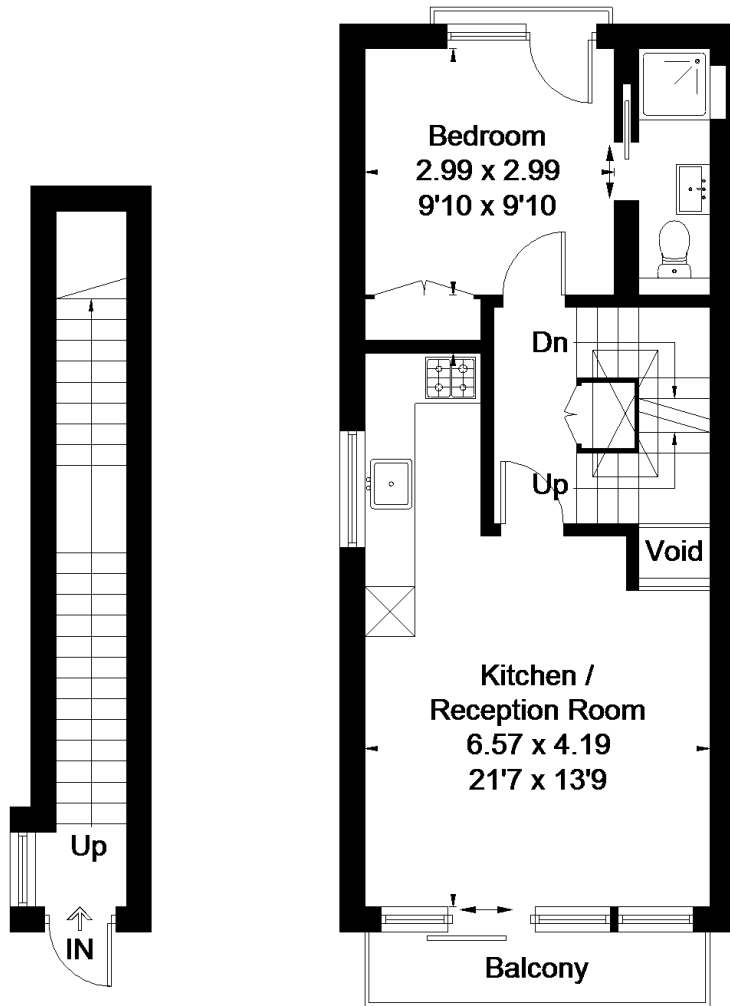 Up
IN
Bedroom
2.99 x 2.99
9'10 x 9'10
Dn
Up
Void
Kitchen /
Reception Room
6.57 x 4.19
21'7 x 13'9
Balcony